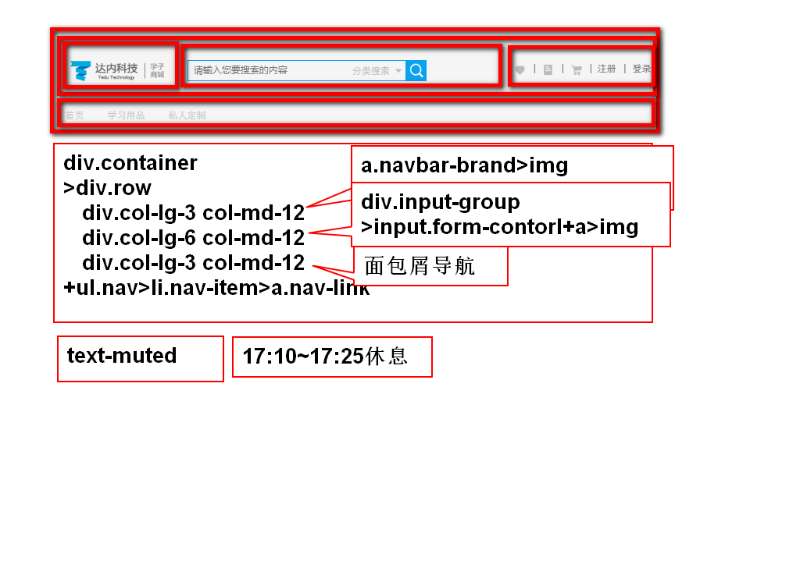 达内科技 学子商城
Tedu Technology
请输入您要搜索的内容 分类搜索
注册 登录
首页 学习用品 私人定制
div.container
>div.row
div.col-lg-3 col-md-12
div.col-lg-6 col-md-12
div.col-lg-3 col-md-12
+ul.nav>li.nav-item>a.nav-link
a.navbar-brand>img
div.input-group
>input.form-contorl+a>img
面包屑导航
text-muted
17:10~17:25休息